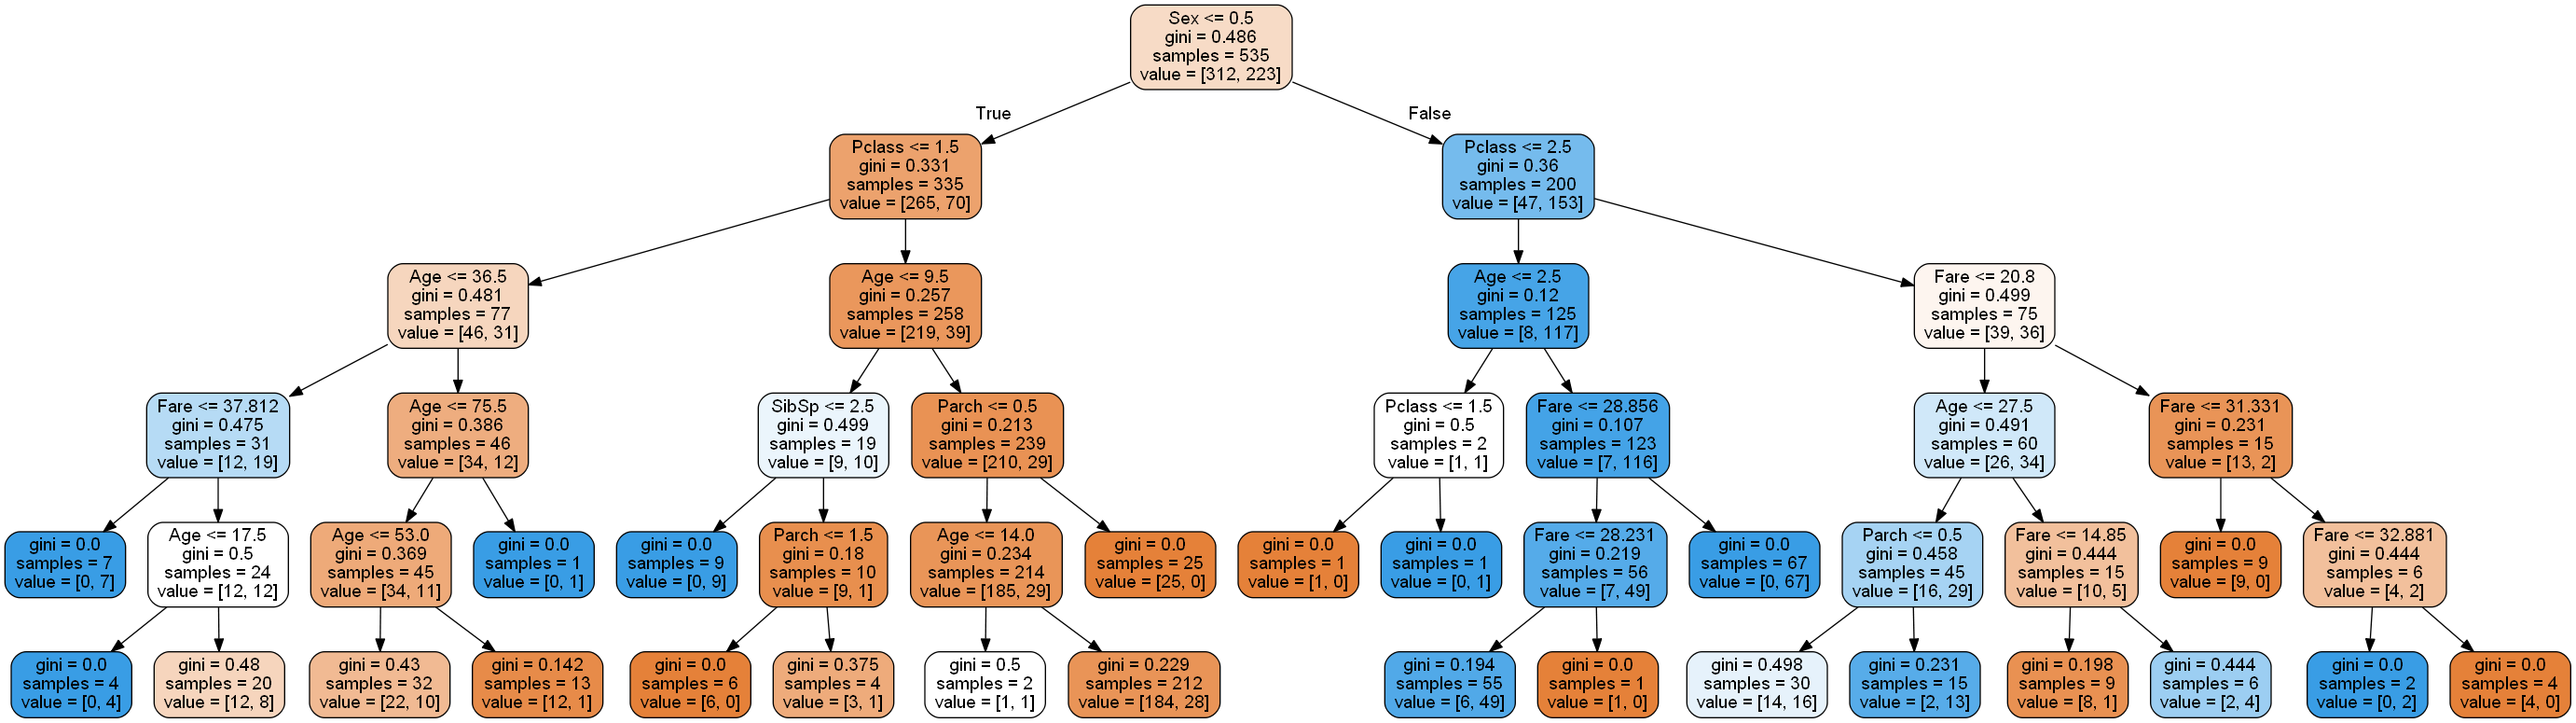 Sex <= 0.5
gini = 0.486
samples = 535
value = [312, 223]
True
False
Pclass <= 1.5
gini = 0.331
samples = 335
value = [265, 70]
Pclass <= 2.5
gini = 0.36
samples = 200
value = [47, 153]
Age <= 36.5
gini = 0.481
samples = 77
value = [46, 31]
Age <= 9.5
gini = 0.257
samples = 258
value = [219, 39]
Age <= 2.5
gini = 0.12
samples = 125
value = [8, 117]
Fare <= 20.8
gini = 0.499
samples = 75
value = [39, 36]
Fare <= 37.812
gini = 0.475
samples = 31
value = [12, 19]
Age <= 75.5
gini = 0.386
samples = 46
value = [34, 12]
SibSp <= 2.5
gini = 0.499
samples = 19
value = [9, 10]
Parch <= 0.5
gini = 0.213
samples = 239
value = [210, 29]
Pclass <= 1.5
gini = 0.5
samples = 2
value = [1, 1]
Fare <= 28.856
gini = 0.107
samples = 123
value = [7, 116]
Age <= 27.5
gini = 0.491
samples = 60
value = [26, 34]
Fare <= 31.331
gini = 0.231
samples = 15
value = [13, 2]
gini = 0.0
samples = 7
value = [0, 7]
Age <= 17.5
gini = 0.5
samples = 24
value = [12, 12]
Age <= 53.0
gini = 0.369
samples = 45
value = [34, 11]
gini = 0.0
samples = 1
value = [0, 1]
gini = 0.0
samples = 9
value = [0, 9]
Parch <= 1.5
gini = 0.18
samples = 10
value = [9, 1]
Age <= 14.0
gini = 0.234
samples = 214
value = [185, 29]
gini = 0.0
samples = 25
value = [25, 0]
gini = 0.0
samples = 1
value = [1, 0]
gini = 0.0
samples = 1
value = [0, 1]
Fare <= 28.231
gini = 0.219
samples = 56
value = [7, 49]
gini = 0.0
samples = 67
value = [0, 67]
Parch <= 0.5
gini = 0.458
samples = 45
value = [16, 29]
Fare <= 14.85
gini = 0.444
samples = 15
value = [10, 5]
gini = 0.0
samples = 9
value = [9, 0]
Fare <= 32.881
gini = 0.444
samples = 6
value = [4, 2]
gini = 0.0
samples = 4
value = [0, 4]
gini = 0.48
samples = 20
value = [12, 8]
gini = 0.43
samples = 32
value = [22, 10]
gini = 0.142
samples = 13
value = [12, 1]
gini = 0.0
samples = 6
value = [6, 0]
gini = 0.375
samples = 4
value = [3, 1]
gini = 0.5
samples = 2
value = [1, 1]
gini = 0.229
samples = 212
value = [184, 28]
gini = 0.194
samples = 55
value = [6, 49]
gini = 0.0
samples = 1
value = [1, 0]
gini = 0.498
samples = 30
value = [14, 16]
gini = 0.231
samples = 15
value = [2, 13]
gini = 0.198
samples = 9
value = [8, 1]
gini = 0.444
samples = 6
value = [2, 4]
gini = 0.0
samples = 2
value = [0, 2]
gini = 0.0
samples = 4
value = [4, 0]